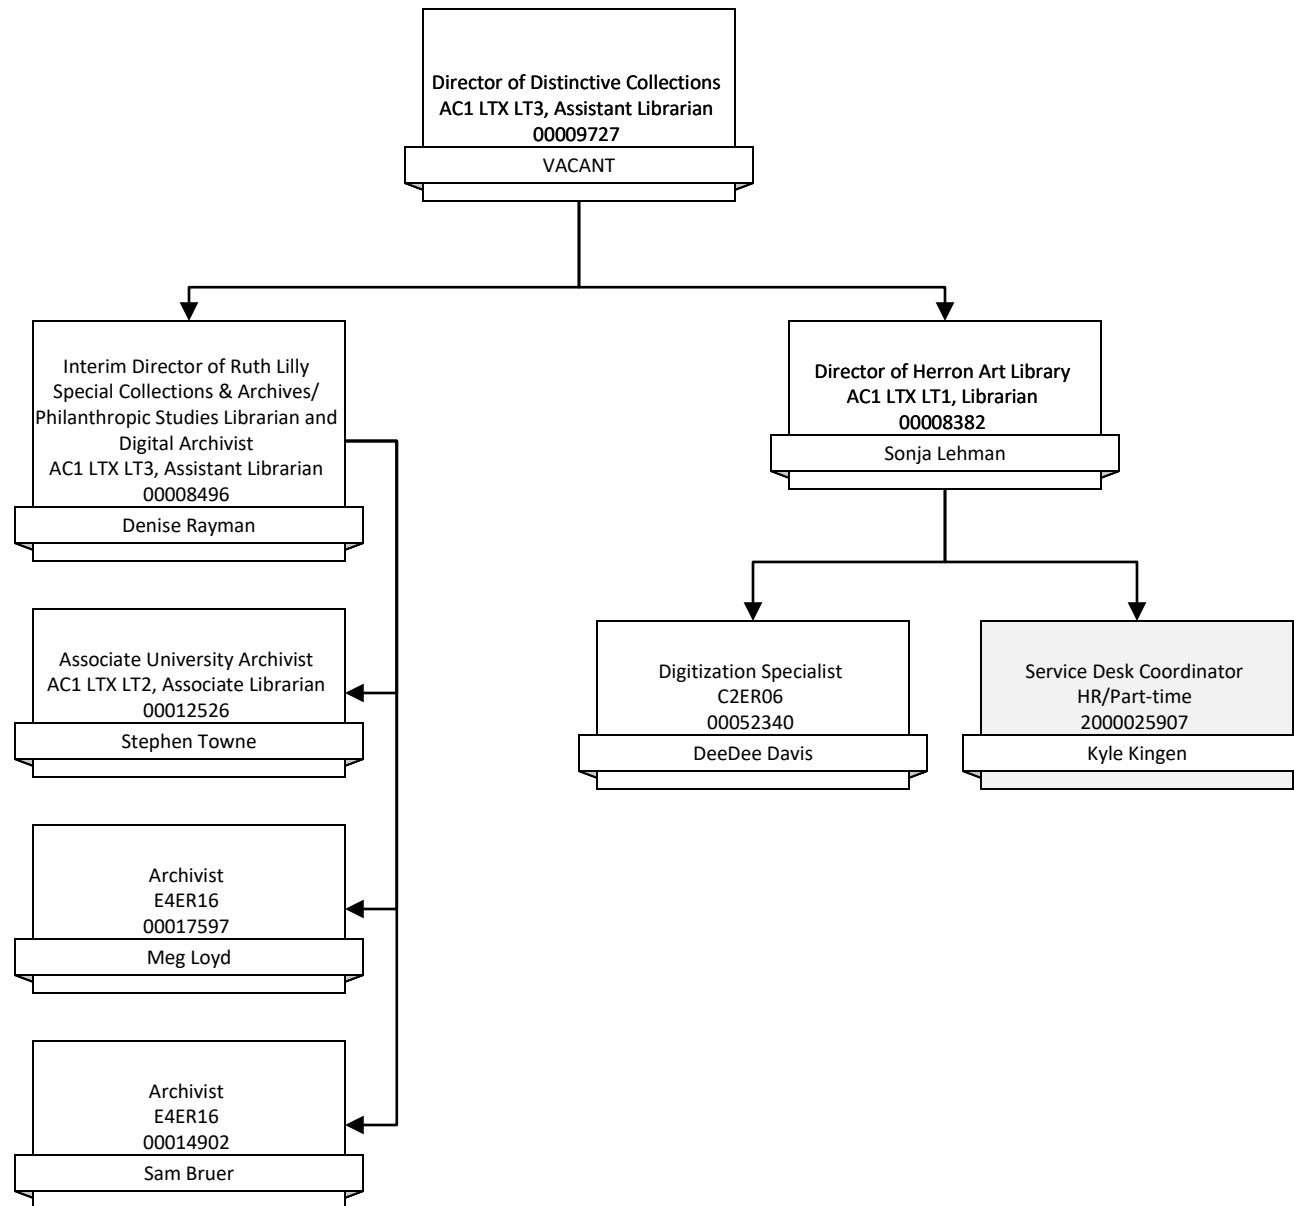 Director of Distinctive Collections
AC1 LTX LT3, Assistant Librarian
00009727
VACANT
Interim Director of Ruth Lilly
Special Collections & Archives/
Philanthropic Studies Librarian and
Digital Archivist
AC1 LTX LT3, Assistant Librarian
00008496
Denise Rayman
Director of Herron Art Library
AC1 LTX LT1, Librarian
00008382
Sonja Lehman
Associate University Archivist
AC1 LTX LT2, Associate Librarian
00012526
Stephen Towne
Digitization Specialist
C2ER06
00052340
DeeDee Davis
Service Desk Coordinator
HR/Part-time
2000025907
Kyle Kingen
Archivist
E4ER16
00017597
Meg Loyd
Archivist
E4ER16
00014902
Sam Bruer